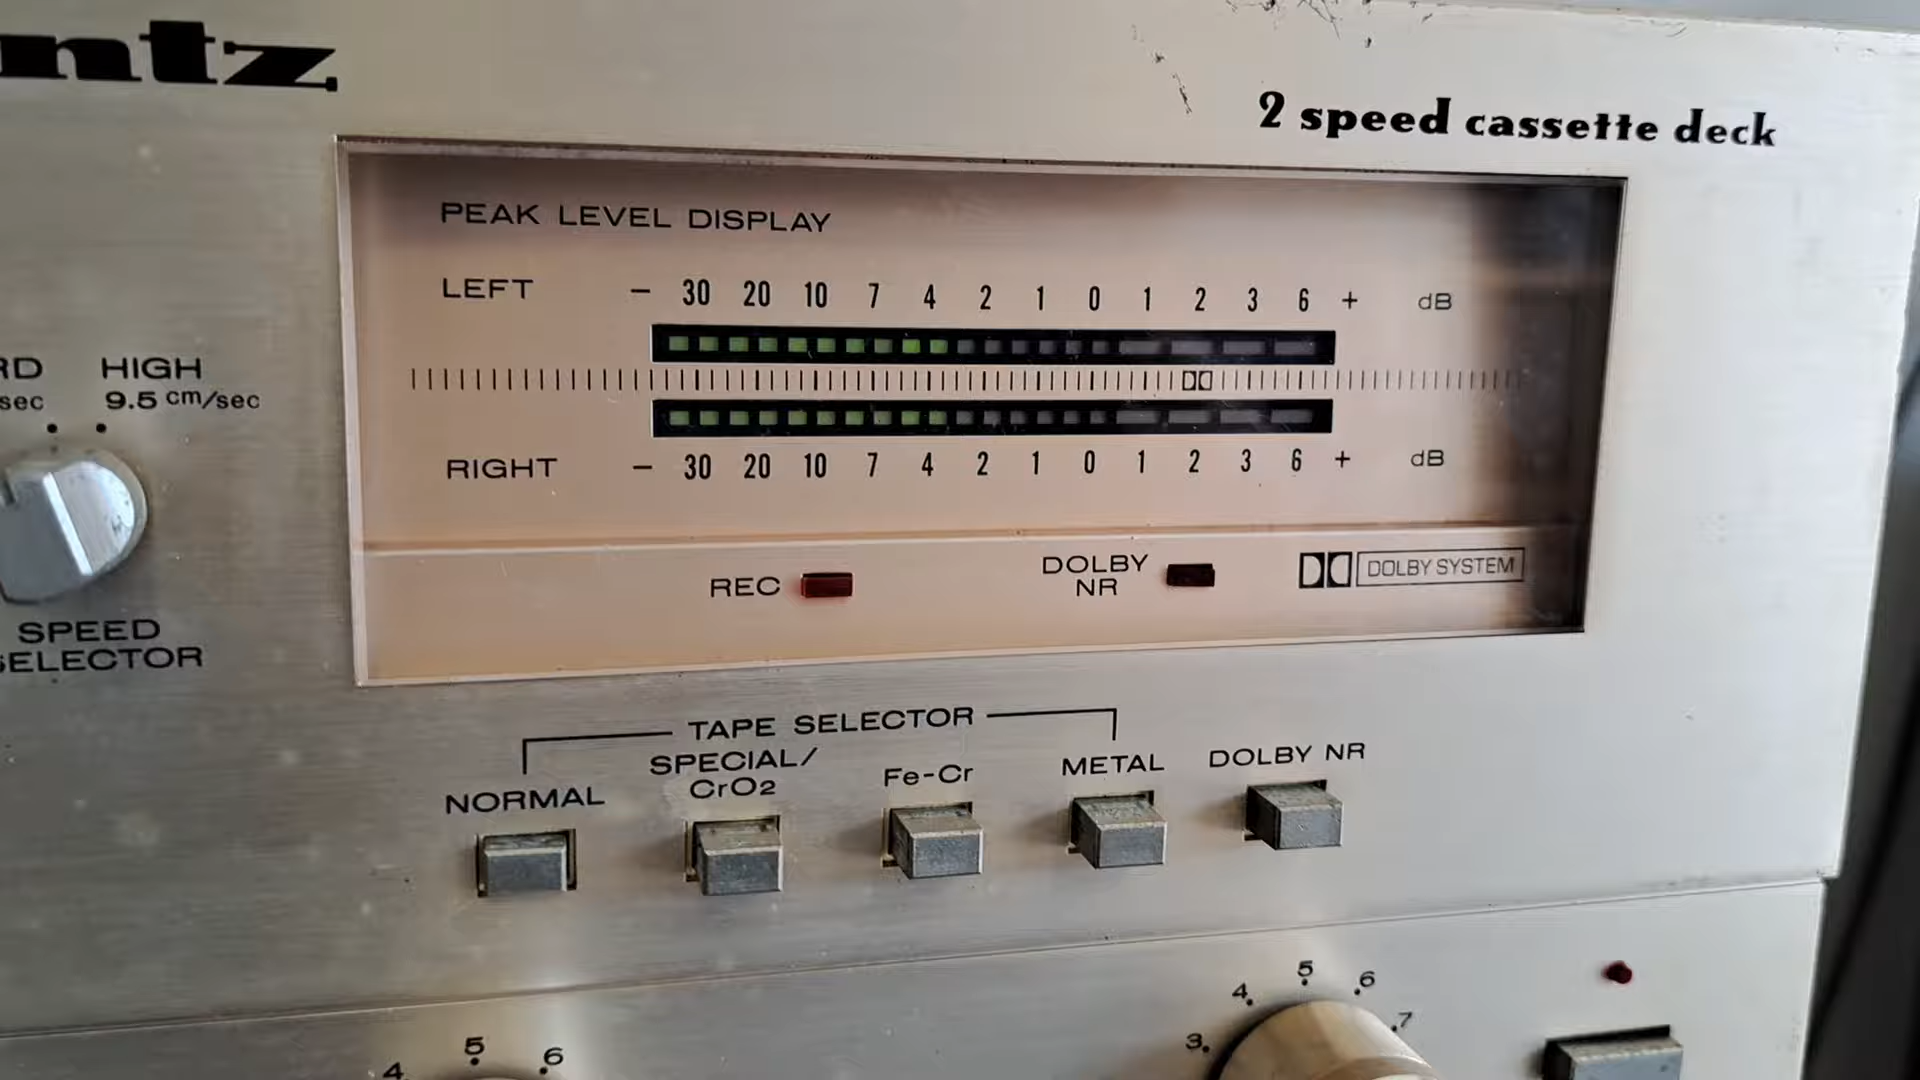 ntz
2 speed cassette deck
PEAK LEVEL DISPLAY
LEFT - 30 20 10 7 4 2 1 0 1 2 3 6 + dB
RIGHT - 30 20 10 7 4 2 1 0 1 2 3 6 + dB
RD HIGH
sec 9.5 cm/sec
SPEED
SELECTOR
REC
DOLBY
NR
DOLBY SYSTEM
TAPE SELECTOR
NORMAL
SPECIAL/
CrO2
Fe-Cr
METAL
DOLBY NR
4 5 6
3 4 5 6 7